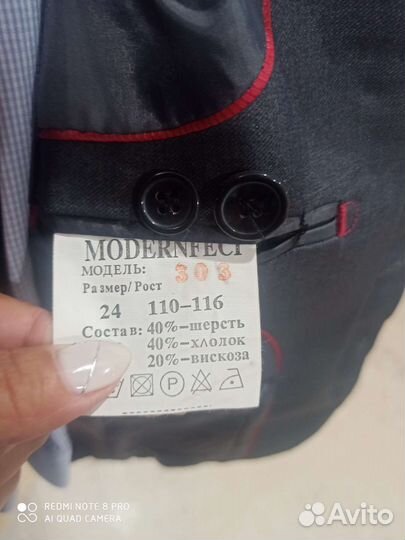 MODERNFECT
МОДЕЛЬ: 303
Размер/Рост
24 110–116
Состав: 40%–шерсть
40%–хлопок
20%–вискоза
P
REDMI NOTE 8 PRO
AI QUAD CAMERA
Avito